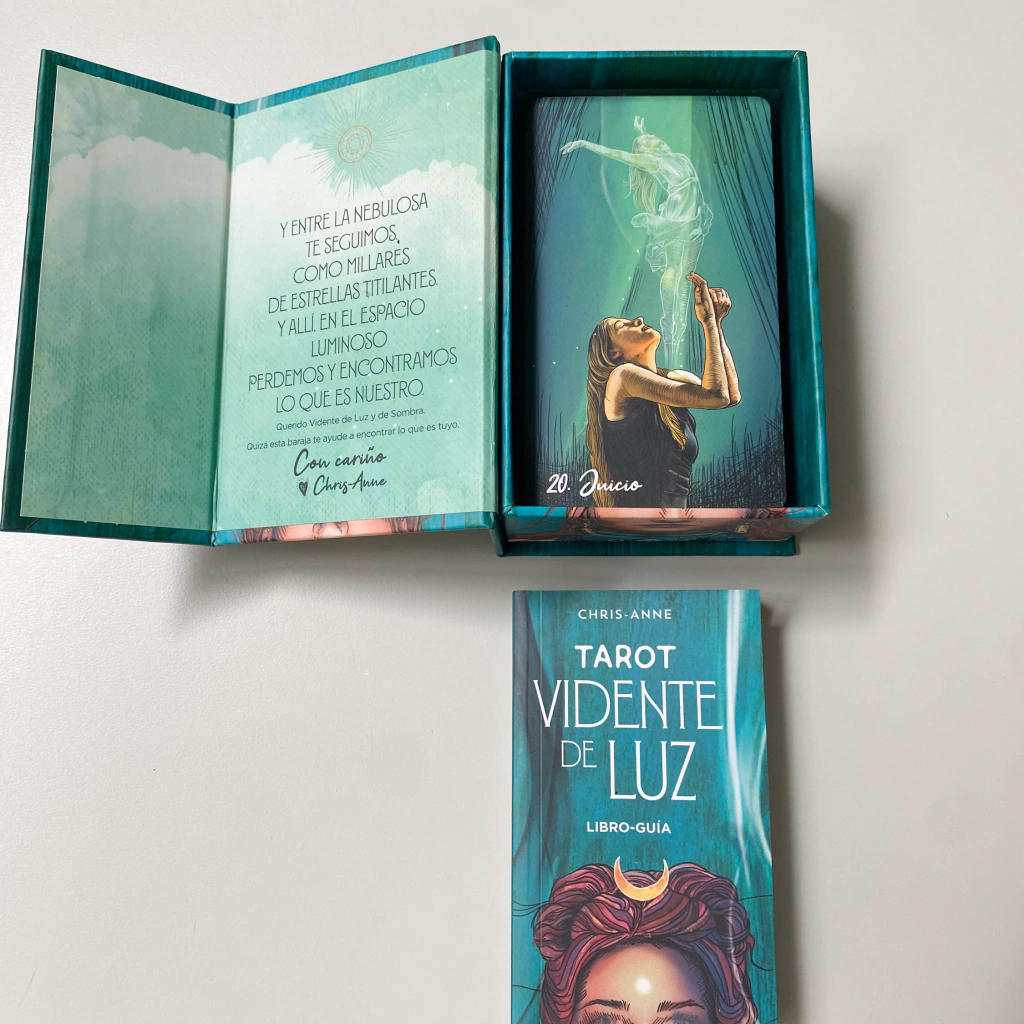 Y ENTRE LA NEBULOSA
TE SEGUIMOS,
COMO MILLARES
DE ESTRELLAS TITILANTES.
Y ALLÍ, EN EL ESPACIO
LUMINOSO
PERDEMOS Y ENCONTRAMOS
LO QUE ES NUESTRO.
Querido Vidente de Luz y de Sombra.
Quizá esta baraja te ayude a encontrar lo que es tuyo.
Con cariño
Chris-Anne
20. Juicio
CHRIS-ANNE
TAROT
VIDENTE
DE LUZ
LIBRO-GUÍA